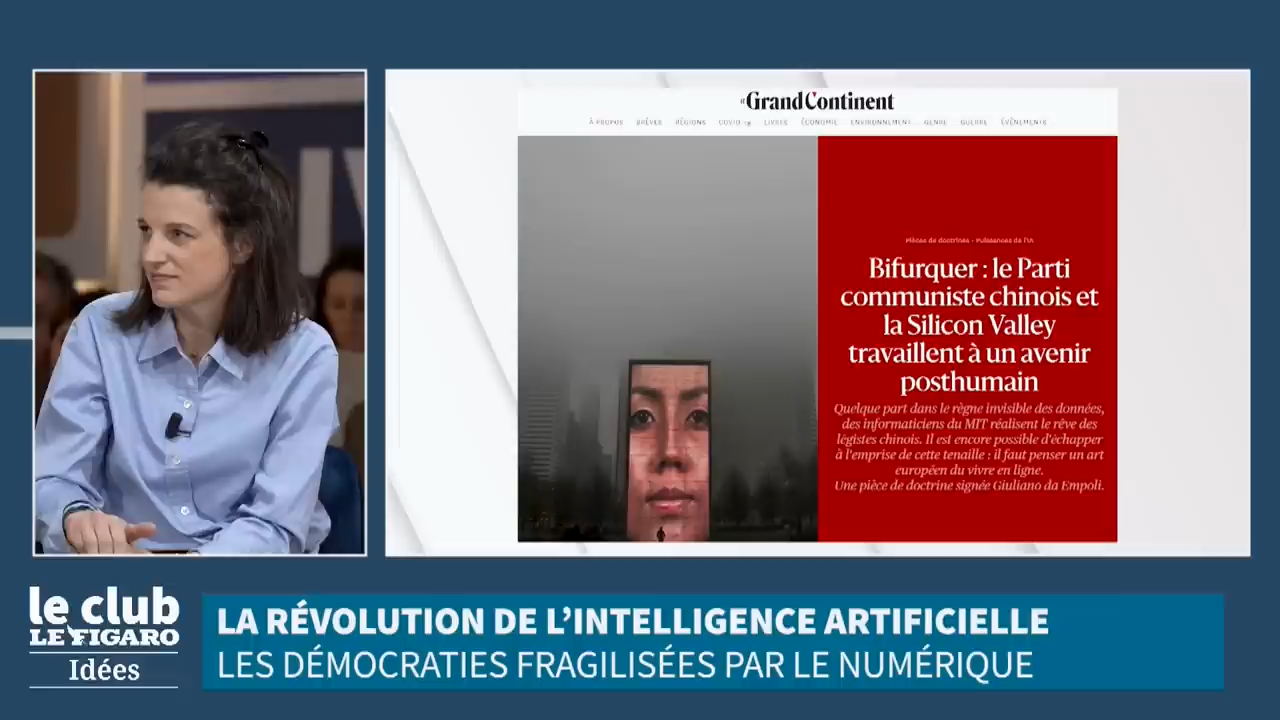 le Grand Continent
À PROPOS BRÈVES RÉGIONS COVID-19 LIVRES ÉCONOMIE ENVIRONNEMENT GENRE GUERRE ÉVÉNEMENTS
Pièces de doctrines - Puissances de l'IA
Bifurquer : le Parti
communiste chinois et
la Silicon Valley
travaillent à un avenir
posthumain
Quelque part dans le règne invisible des données,
des informaticiens du MIT réalisent le rêve des
légistes chinois. Il est encore possible d'échapper
à l'emprise de cette tenaille : il faut penser un art
européen du vivre en ligne.
Une pièce de doctrine signée Giuliano da Empoli.
le club
LE FIGARO
Idées
LA RÉVOLUTION DE L'INTELLIGENCE ARTIFICIELLE
LES DÉMOCRATIES FRAGILISÉES PAR LE NUMÉRIQUE